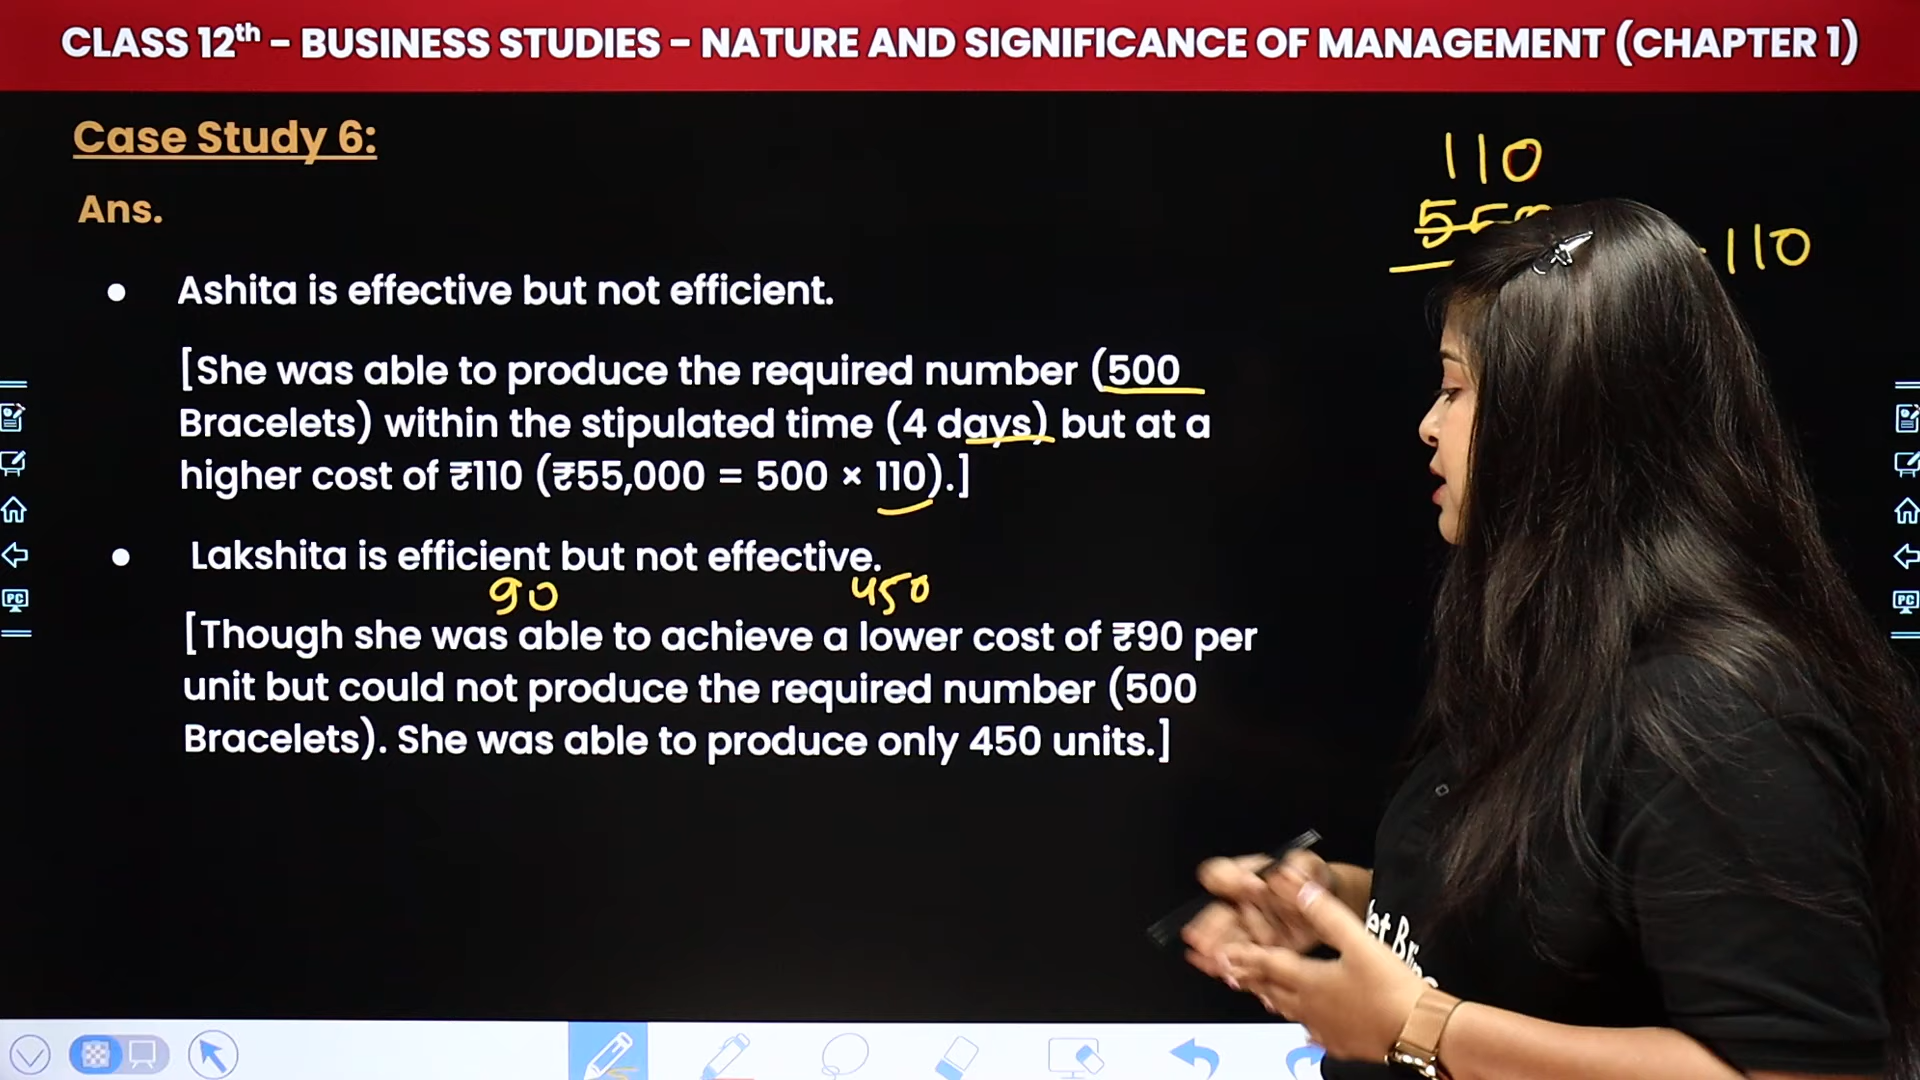 CLASS 12th – BUSINESS STUDIES – NATURE AND SIGNIFICANCE OF MANAGEMENT (CHAPTER 1)
Case Study 6:
110
Ans.
110
• Ashita is effective but not efficient.
[She was able to produce the required number (500
Bracelets) within the stipulated time (4 days) but at a
higher cost of ₹110 (₹55,000 = 500 × 110).]
• Lakshita is efficient but not effective.
90 450
[Though she was able to achieve a lower cost of ₹90 per
unit but could not produce the required number (500
Bracelets). She was able to produce only 450 units.]
PC PC